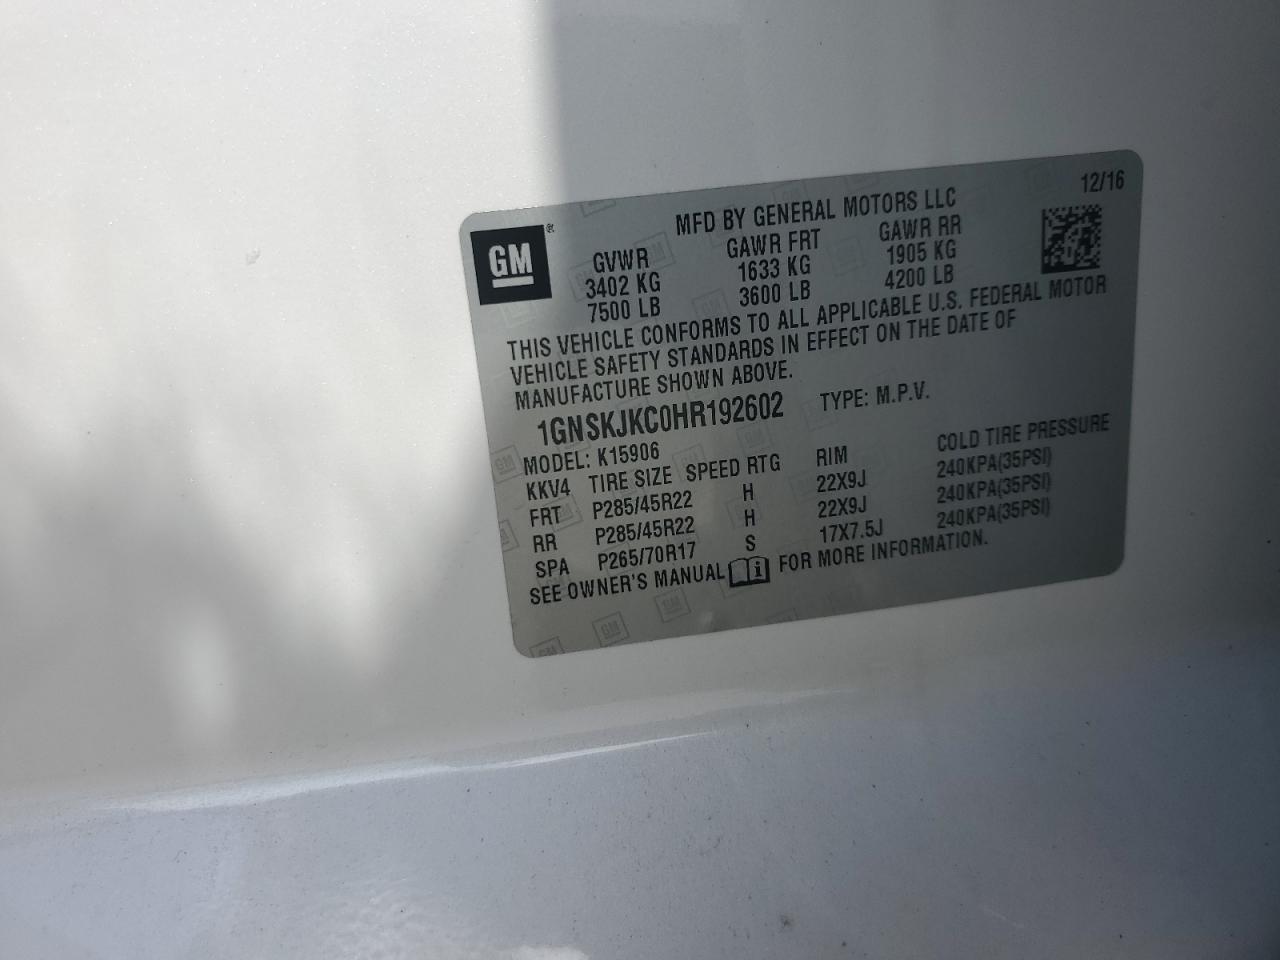 12/16
MFD BY GENERAL MOTORS LLC
GM®
GVWR GAWR FRT GAWR RR
3402 KG 1633 KG 1905 KG
7500 LB 3600 LB 4200 LB
THIS VEHICLE CONFORMS TO ALL APPLICABLE U.S. FEDERAL MOTOR
VEHICLE SAFETY STANDARDS IN EFFECT ON THE DATE OF
MANUFACTURE SHOWN ABOVE.
1GNSKJKC0HR192602 TYPE: M.P.V.
MODEL: K15906
KKV4 TIRE SIZE SPEED RTG RIM COLD TIRE PRESSURE
FRT P285/45R22 H 22X9J 240KPA(35PSI)
RR P285/45R22 H 22X9J 240KPA(35PSI)
SPA P265/70R17 S 17X7.5J 240KPA(35PSI)
SEE OWNER'S MANUAL i FOR MORE INFORMATION.